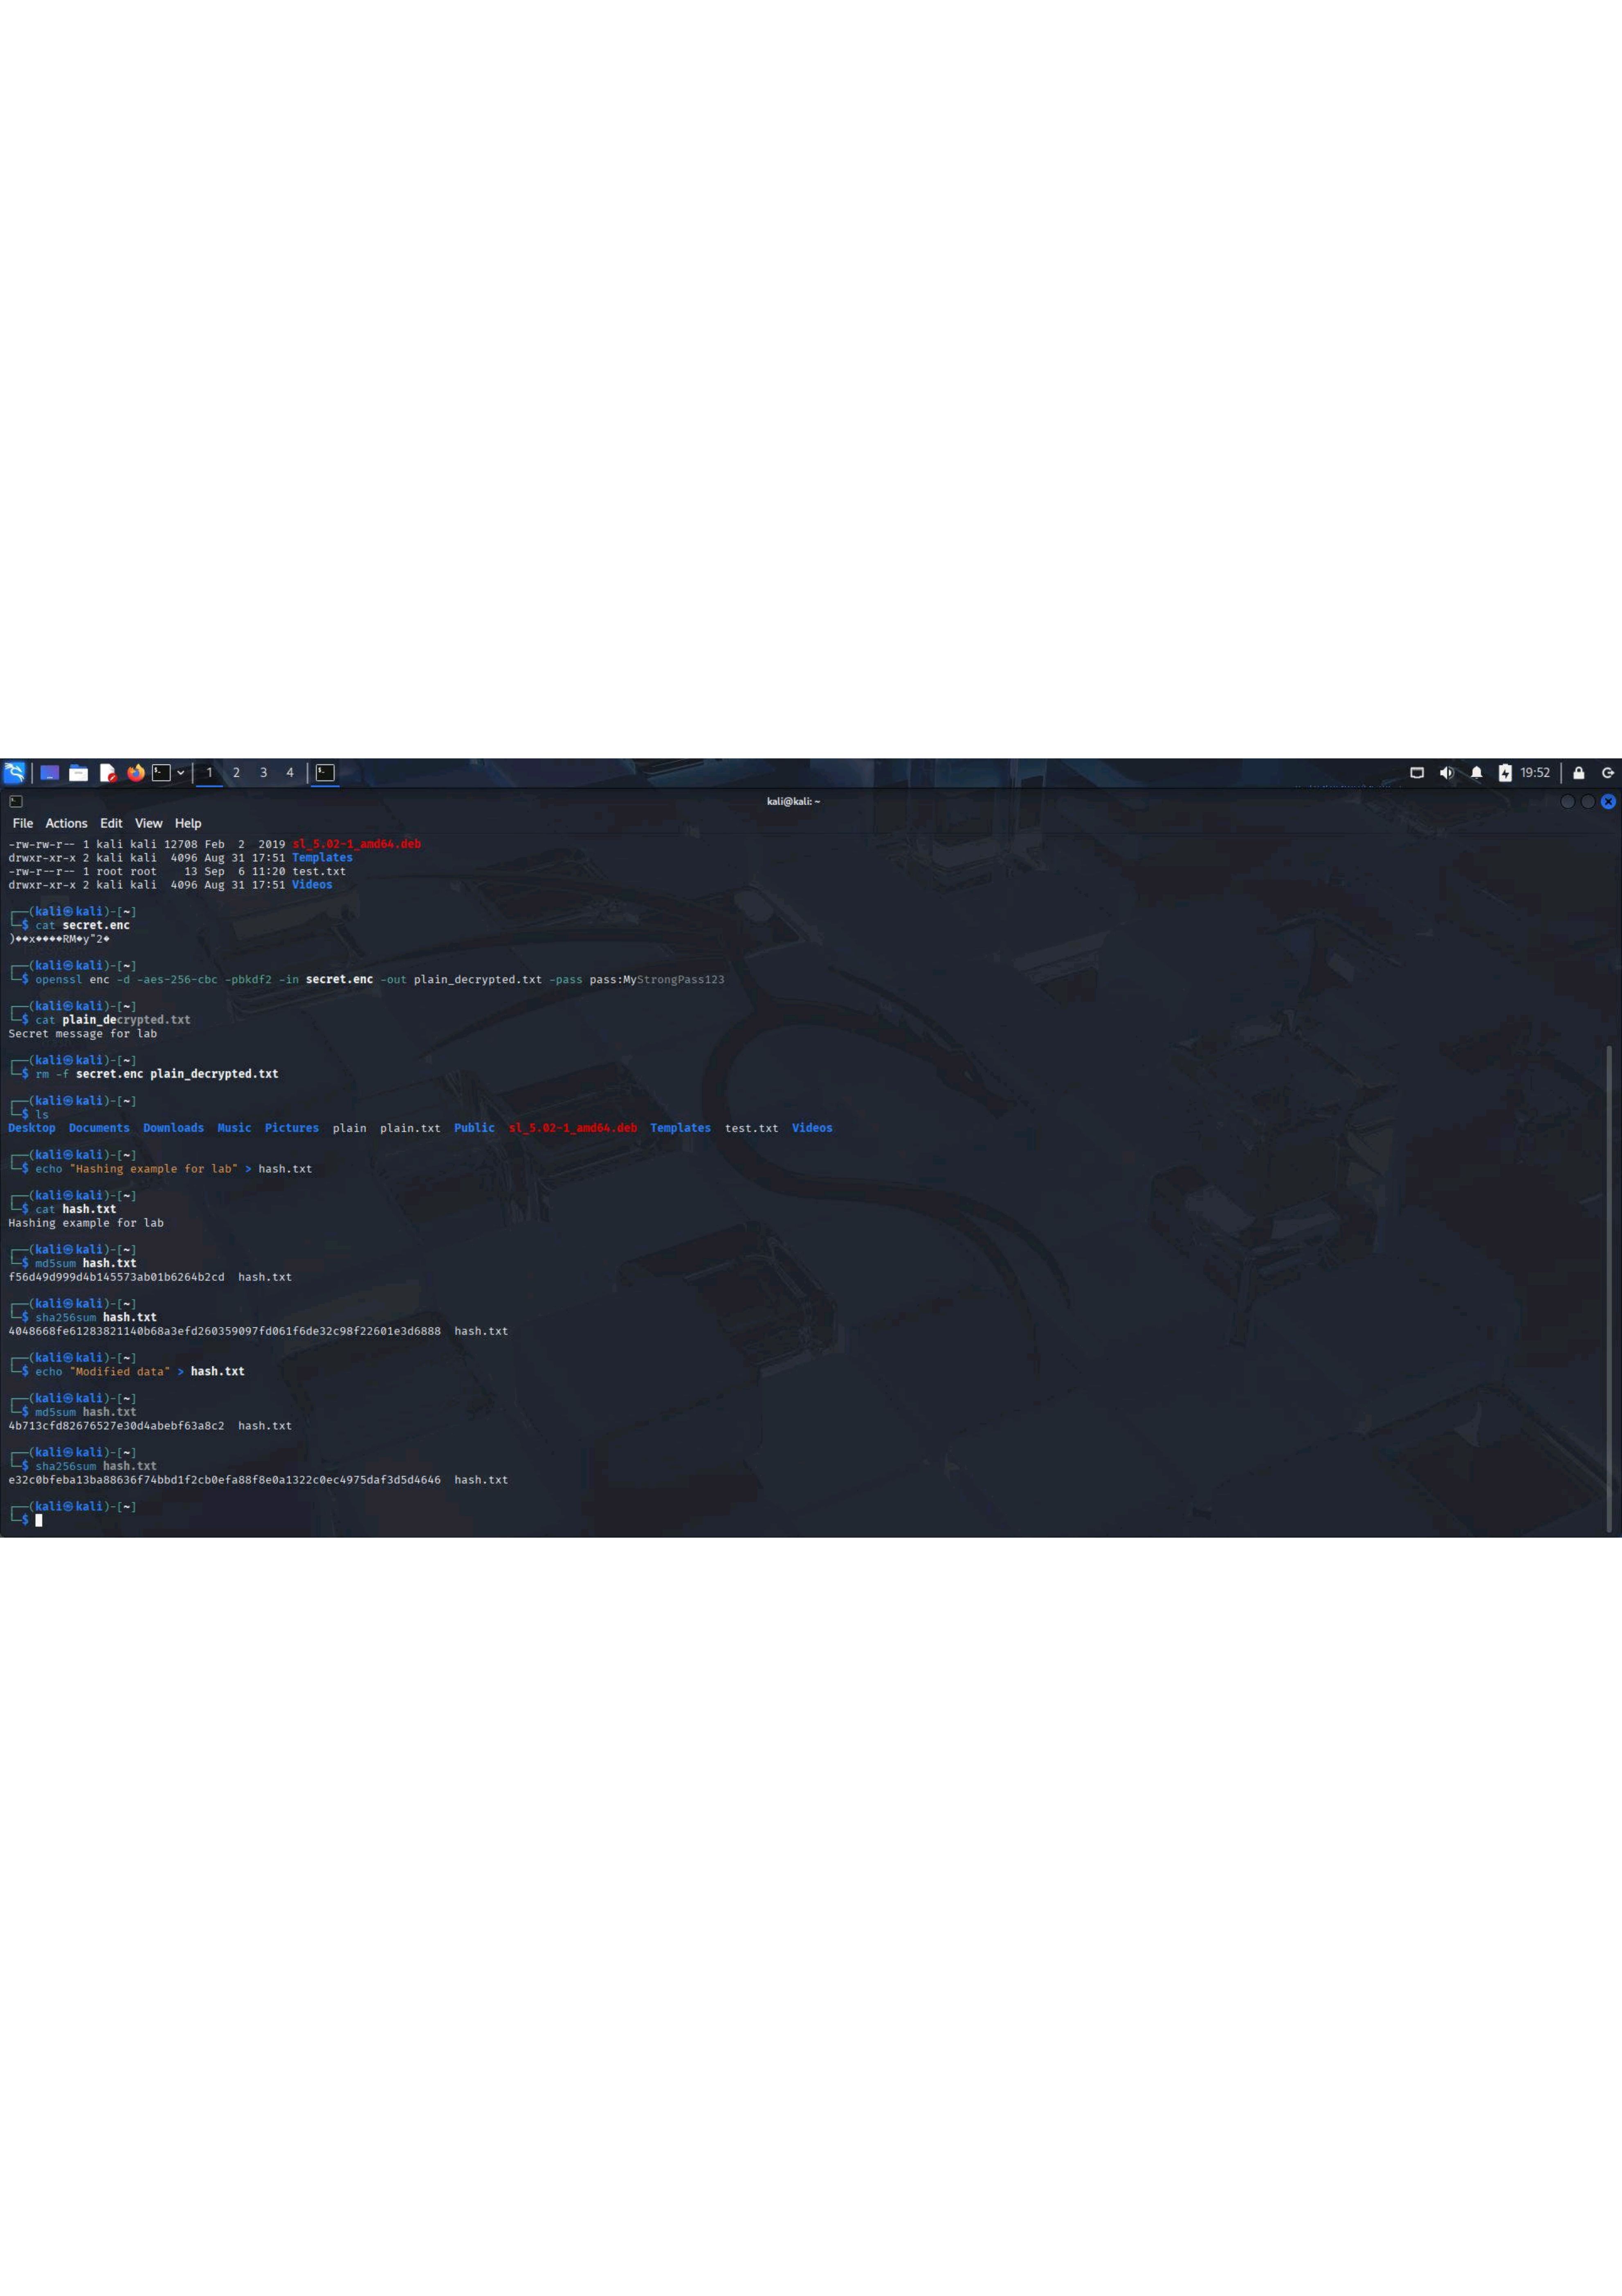 1 2 3 4 19:52
kali@kali: ~
File Actions Edit View Help
-rw-rw-r-- 1 kali kali 12708 Feb  2  2019 sl_5.02-1_amd64.deb
drwxr-xr-x 2 kali kali  4096 Aug 31 17:51 Templates
-rw-r--r-- 1 root root    13 Sep  6 11:20 test.txt
drwxr-xr-x 2 kali kali  4096 Aug 31 17:51 Videos
┌──(kali㉿kali)-[~]
└─$ cat secret.enc
)��x����RM�y"2�
┌──(kali㉿kali)-[~]
└─$ openssl enc -d -aes-256-cbc -pbkdf2 -in secret.enc -out plain_decrypted.txt -pass pass:MyStrongPass123
┌──(kali㉿kali)-[~]
└─$ cat plain_decrypted.txt
Secret message for lab
┌──(kali㉿kali)-[~]
└─$ rm -f secret.enc plain_decrypted.txt
┌──(kali㉿kali)-[~]
└─$ ls
Desktop  Documents  Downloads  Music  Pictures  plain  plain.txt  Public  sl_5.02-1_amd64.deb  Templates  test.txt  Videos
┌──(kali㉿kali)-[~]
└─$ echo "Hashing example for lab" > hash.txt
┌──(kali㉿kali)-[~]
└─$ cat hash.txt
Hashing example for lab
┌──(kali㉿kali)-[~]
└─$ md5sum hash.txt
f56d49d999d4b145573ab01b6264b2cd  hash.txt
┌──(kali㉿kali)-[~]
└─$ sha256sum hash.txt
4048668fe61283821140b68a3efd260359097fd061f6de32c98f22601e3d6888  hash.txt
┌──(kali㉿kali)-[~]
└─$ echo "Modified data" > hash.txt
┌──(kali㉿kali)-[~]
└─$ md5sum hash.txt
4b713cfd82676527e30d4abebf63a8c2  hash.txt
┌──(kali㉿kali)-[~]
└─$ sha256sum hash.txt
e32c0bfeba13ba88636f74bbd1f2cb0efa88f8e0a1322c0ec4975daf3d5d4646  hash.txt
┌──(kali㉿kali)-[~]
└─$